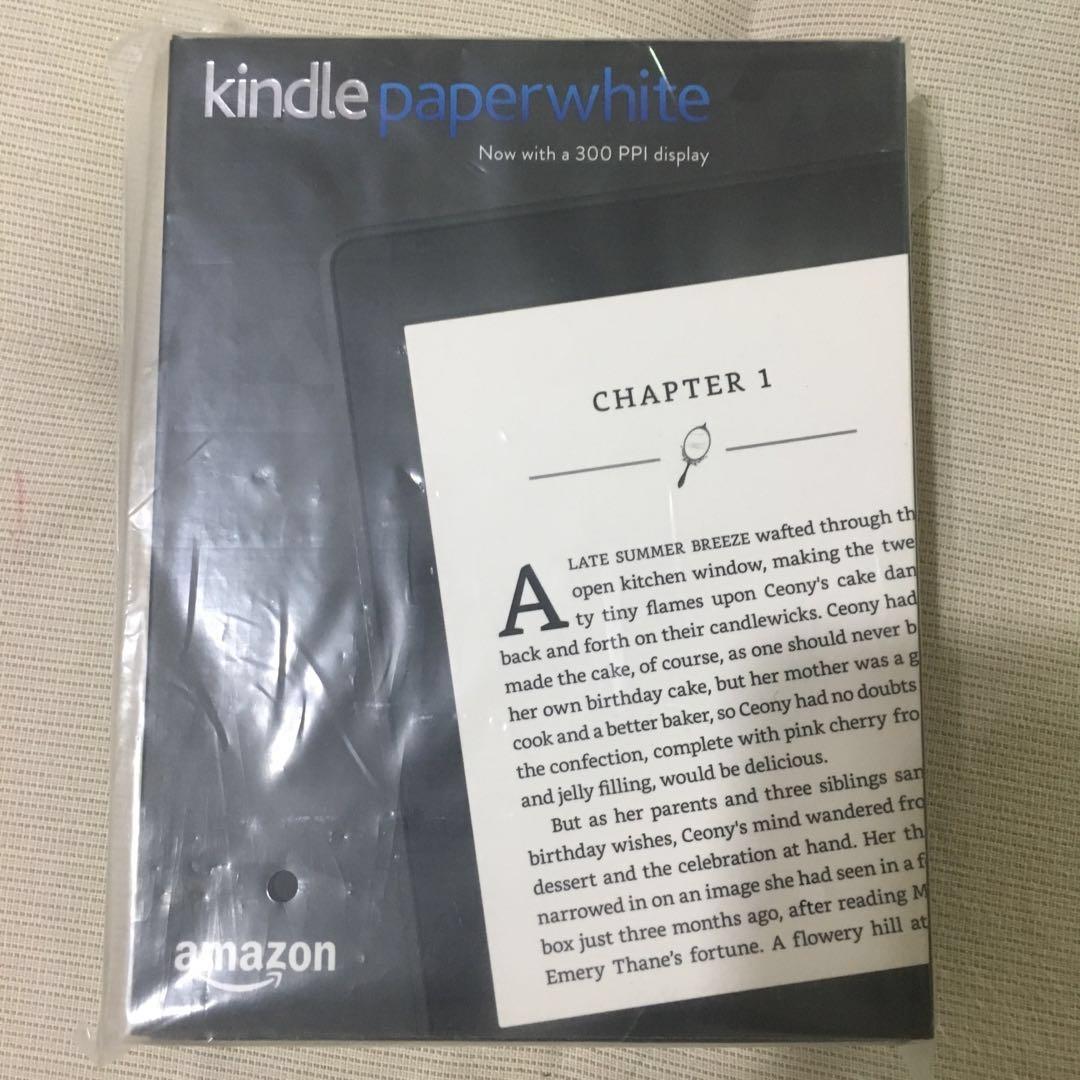 kindle paperwhite
Now with a 300 PPI display
CHAPTER 1
A LATE SUMMER BREEZE wafted through th
open kitchen window, making the twe
ty tiny flames upon Ceony's cake dan
back and forth on their candlewicks. Ceony had
made the cake, of course, as one should never b
her own birthday cake, but her mother was a g
cook and a better baker, so Ceony had no doubts
the confection, complete with pink cherry fro
and jelly filling, would be delicious.
But as her parents and three siblings san
birthday wishes, Ceony's mind wandered fro
dessert and the celebration at hand. Her th
narrowed in on an image she had seen in a f
box just three months ago, after reading M
Emery Thane's fortune. A flowery hill at
amazon